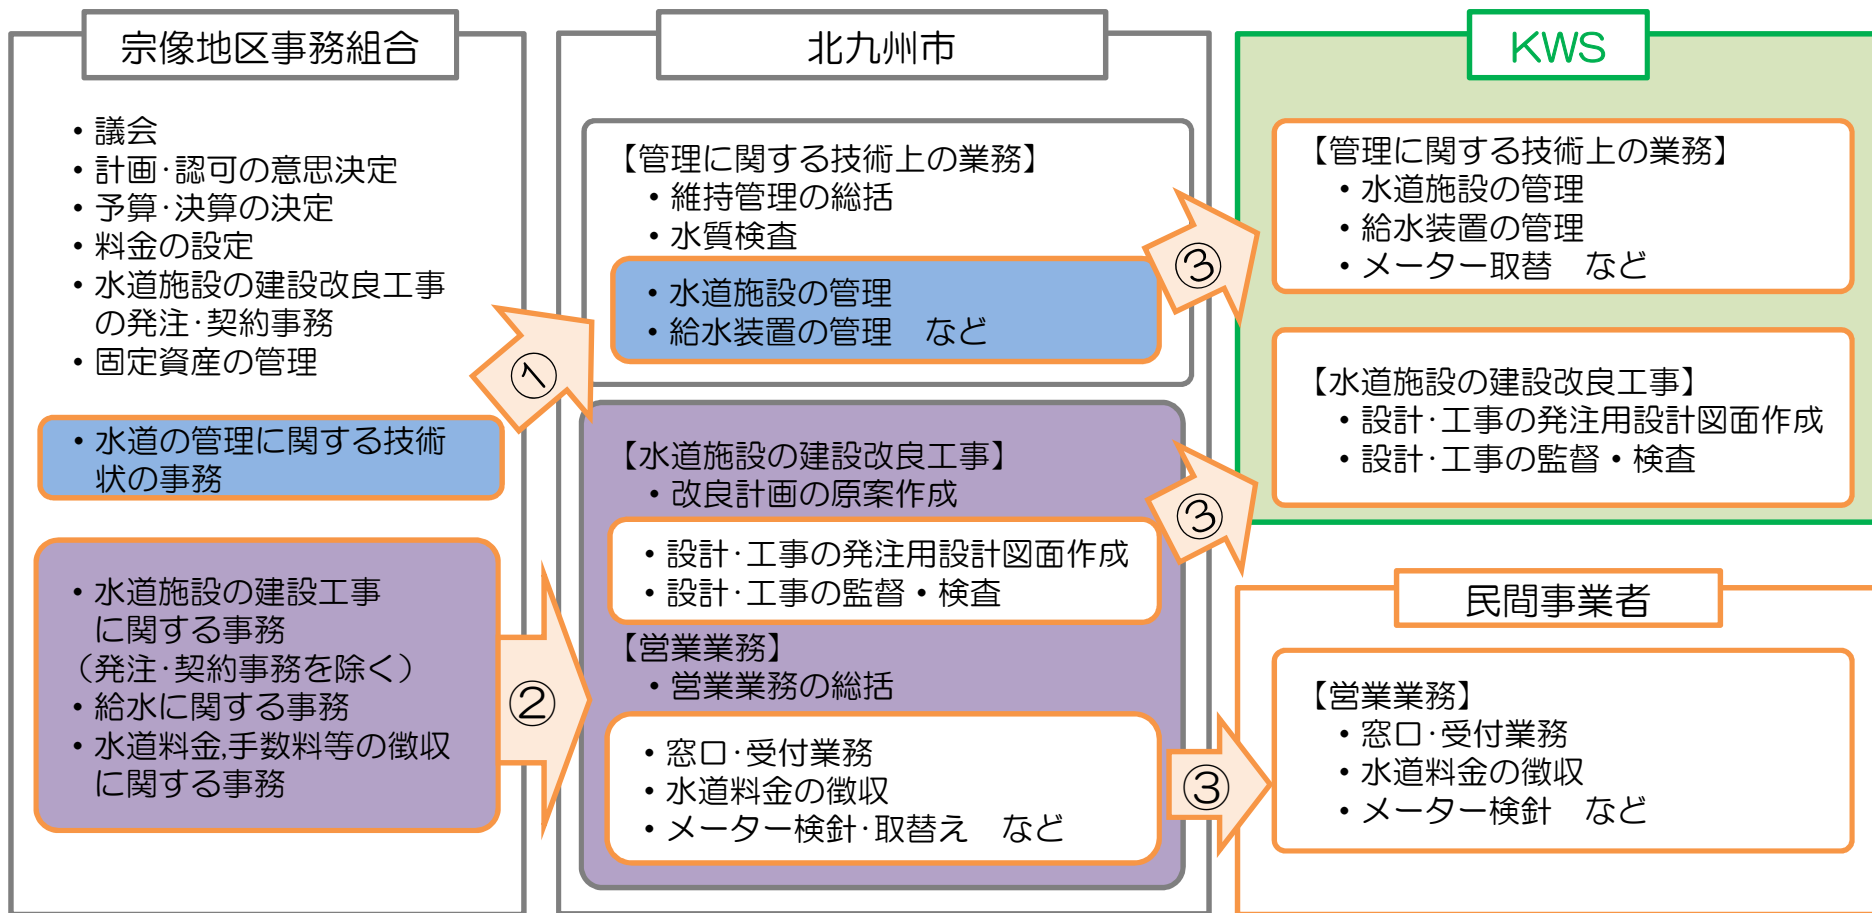 宗像地区事務組合
・議会
・計画･認可の意思決定
・予算･決算の決定
・料金の設定
・水道施設の建設改良工事
の発注･契約事務
・固定資産の管理
・水道の管理に関する技術
状の事務
・水道施設の建設工事
に関する事務
（発注･契約事務を除く）
・給水に関する事務
・水道料金,手数料等の徴収
に関する事務
①
②
北九州市
【管理に関する技術上の業務】
・維持管理の総括
・水質検査
・水道施設の管理
・給水装置の管理　など
【水道施設の建設改良工事】
・改良計画の原案作成
・設計･工事の発注用設計図面作成
・設計･工事の監督・検査
【営業業務】
・営業業務の総括
・窓口･受付業務
・水道料金の徴収
・メーター検針･取替え　など
③
③
③
KWS
【管理に関する技術上の業務】
・水道施設の管理
・給水装置の管理
・メーター取替　など
【水道施設の建設改良工事】
・設計･工事の発注用設計図面作成
・設計･工事の監督・検査
民間事業者
【営業業務】
・窓口･受付業務
・水道料金の徴収
・メーター検針　など